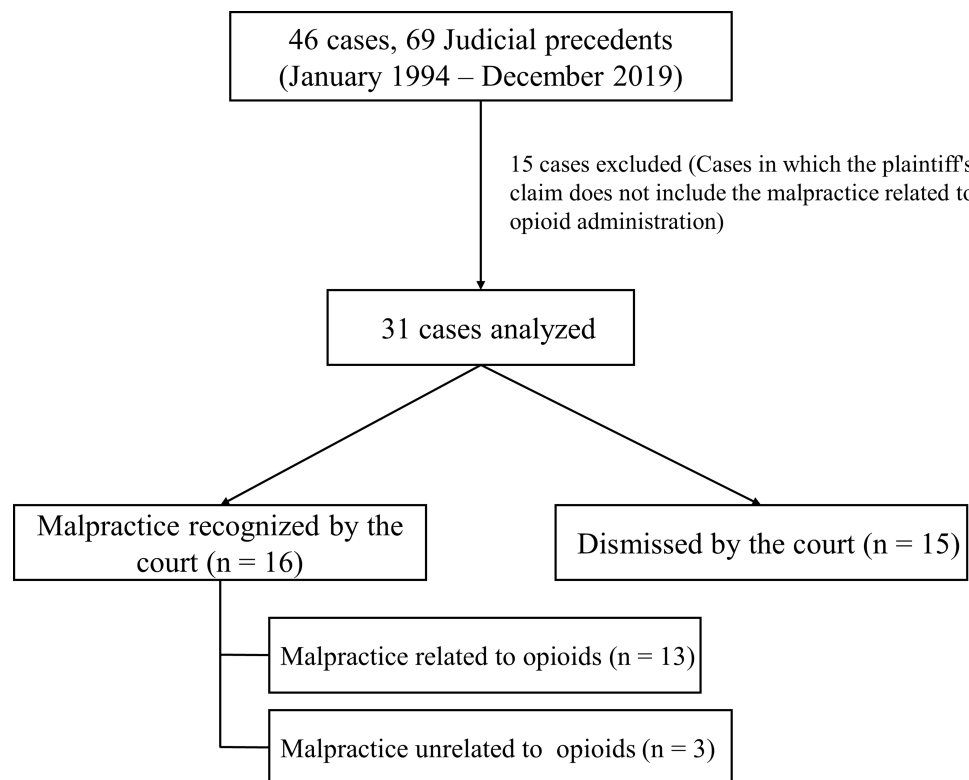 46 cases, 69 Judicial precedents
(January 1994 – December 2019)
15 cases excluded (Cases in which the plaintiff's
claim does not include the malpractice related to
opioid administration)
31 cases analyzed
Malpractice recognized by the
court (n = 16)
Dismissed by the court (n = 15)
Malpractice related to opioids (n = 13)
Malpractice unrelated to  opioids (n = 3)